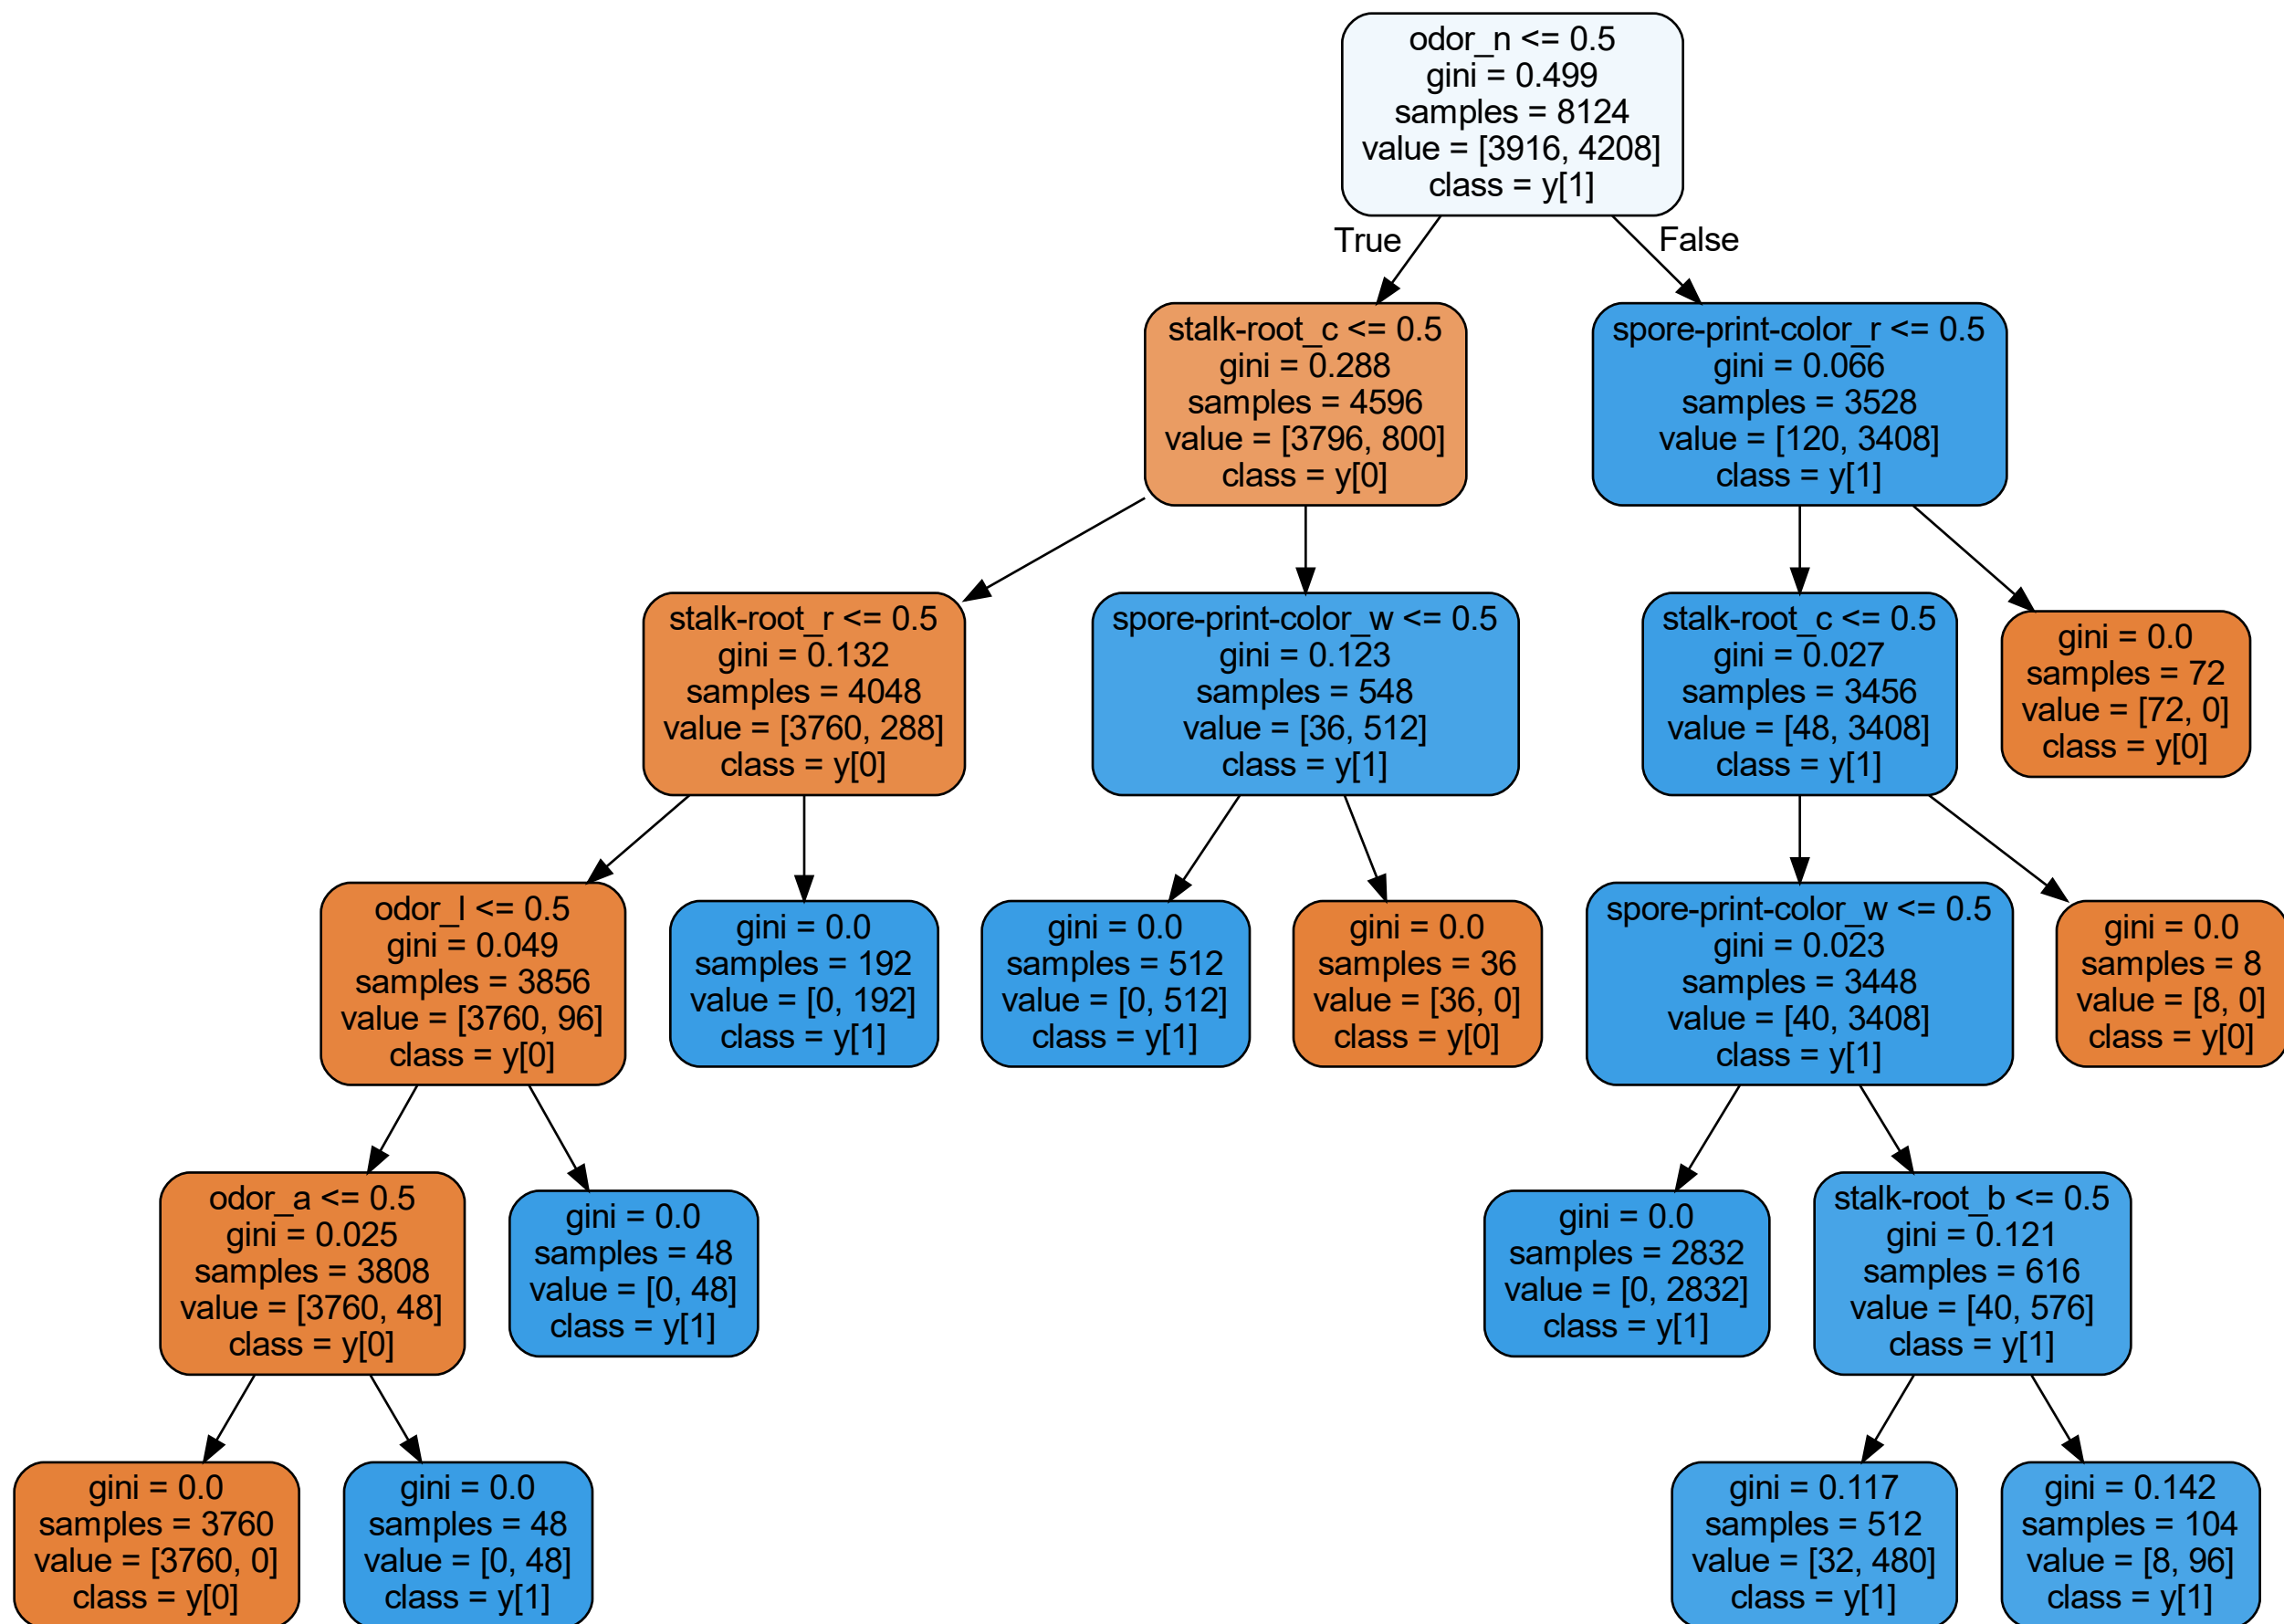 odor_n <= 0.5
gini = 0.499
samples = 8124
value = [3916, 4208]
class = y[1]
True
False
stalk-root_c <= 0.5
gini = 0.288
samples = 4596
value = [3796, 800]
class = y[0]
spore-print-color_r <= 0.5
gini = 0.066
samples = 3528
value = [120, 3408]
class = y[1]
stalk-root_r <= 0.5
gini = 0.132
samples = 4048
value = [3760, 288]
class = y[0]
spore-print-color_w <= 0.5
gini = 0.123
samples = 548
value = [36, 512]
class = y[1]
stalk-root_c <= 0.5
gini = 0.027
samples = 3456
value = [48, 3408]
class = y[1]
gini = 0.0
samples = 72
value = [72, 0]
class = y[0]
odor_l <= 0.5
gini = 0.049
samples = 3856
value = [3760, 96]
class = y[0]
gini = 0.0
samples = 192
value = [0, 192]
class = y[1]
gini = 0.0
samples = 512
value = [0, 512]
class = y[1]
gini = 0.0
samples = 36
value = [36, 0]
class = y[0]
spore-print-color_w <= 0.5
gini = 0.023
samples = 3448
value = [40, 3408]
class = y[1]
gini = 0.0
samples = 8
value = [8, 0]
class = y[0]
odor_a <= 0.5
gini = 0.025
samples = 3808
value = [3760, 48]
class = y[0]
gini = 0.0
samples = 48
value = [0, 48]
class = y[1]
gini = 0.0
samples = 2832
value = [0, 2832]
class = y[1]
stalk-root_b <= 0.5
gini = 0.121
samples = 616
value = [40, 576]
class = y[1]
gini = 0.0
samples = 3760
value = [3760, 0]
class = y[0]
gini = 0.0
samples = 48
value = [0, 48]
class = y[1]
gini = 0.117
samples = 512
value = [32, 480]
class = y[1]
gini = 0.142
samples = 104
value = [8, 96]
class = y[1]